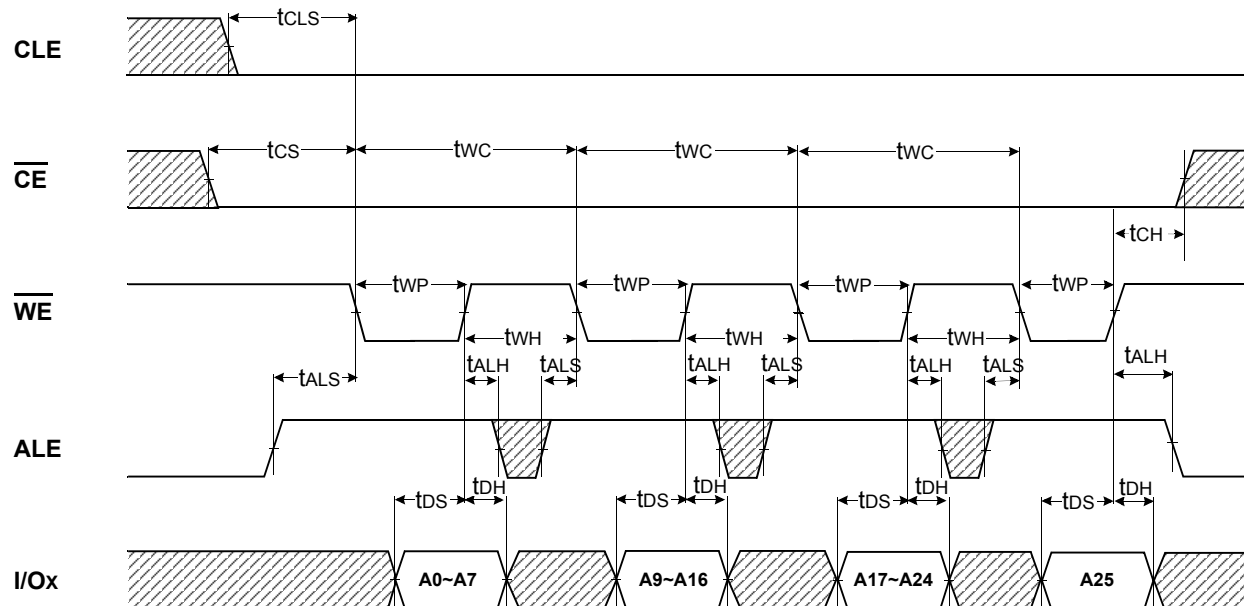 CLE
tCLS
CE
tCS
tWC
tWC
tWC
tCH
WE
tWP
tWP
tWP
tWP
tWH
tWH
tWH
tALS
tALH
tALS
tALH
tALS
tALH
tALS
tALH
ALE
tDS
tDH
tDS
tDH
tDS
tDH
tDS
tDH
I/Ox
A0~A7
A9~A16
A17~A24
A25